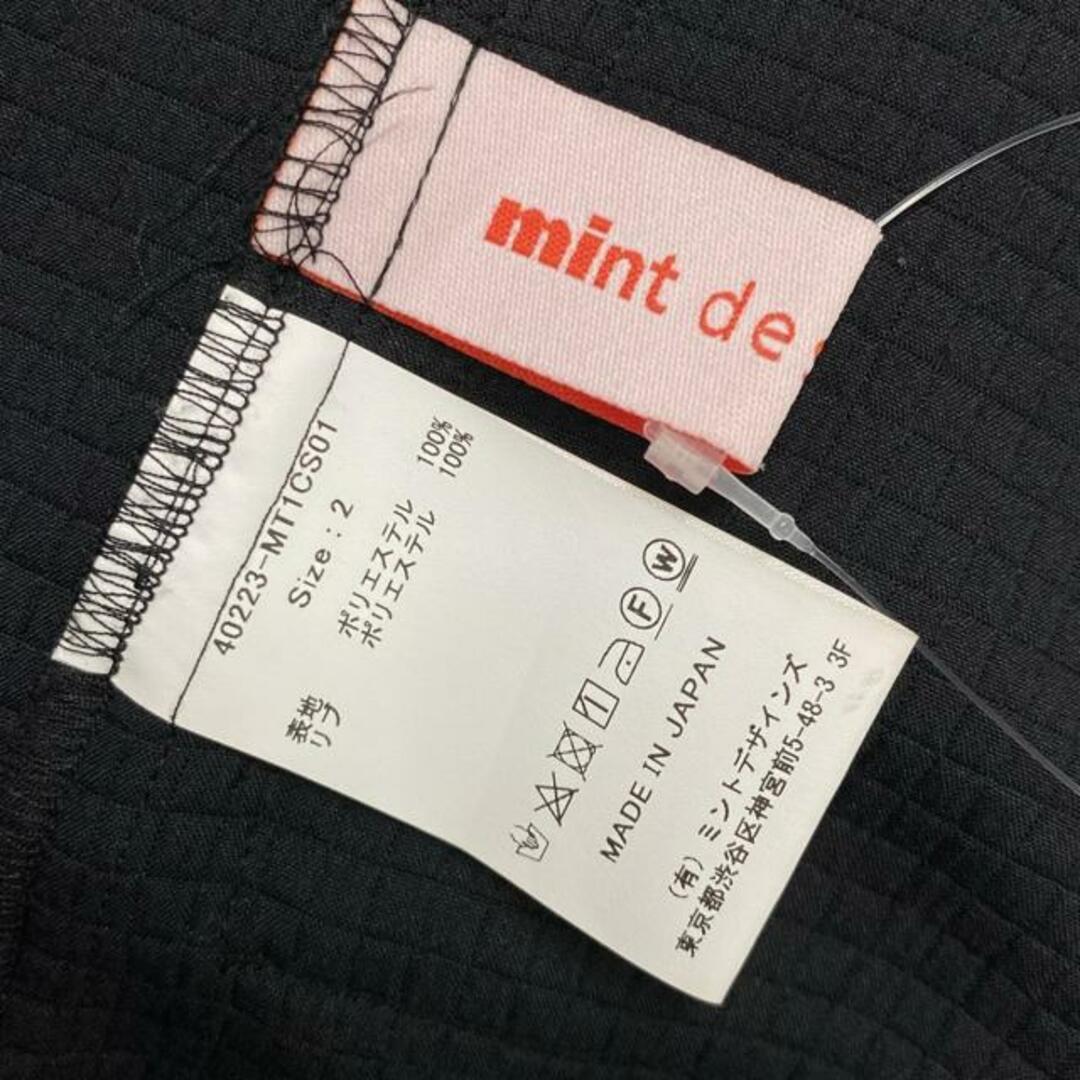 mint de
40223-MT1CS01
Size : 2
表地 ポリエステル 100%
リブ ポリエステル 100%
F W
MADE IN JAPAN
(有) ミントデザインズ
東京都渋谷区神宮前5-48-3 3F